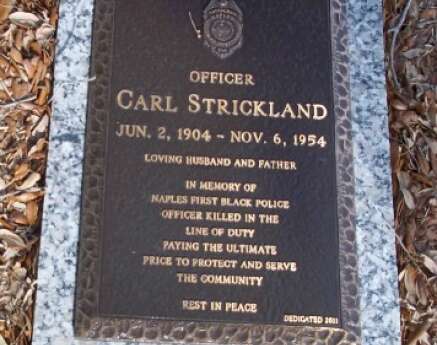 OFFICER
CARL STRICKLAND
JUN. 2, 1904 - NOV. 6, 1954
LOVING HUSBAND AND FATHER
IN MEMORY OF
NAPLES FIRST BLACK POLICE
OFFICER KILLED IN THE
LINE OF DUTY
PAYING THE ULTIMATE
PRICE TO PROTECT AND SERVE
THE COMMUNITY
REST IN PEACE
DEDICATED 2021